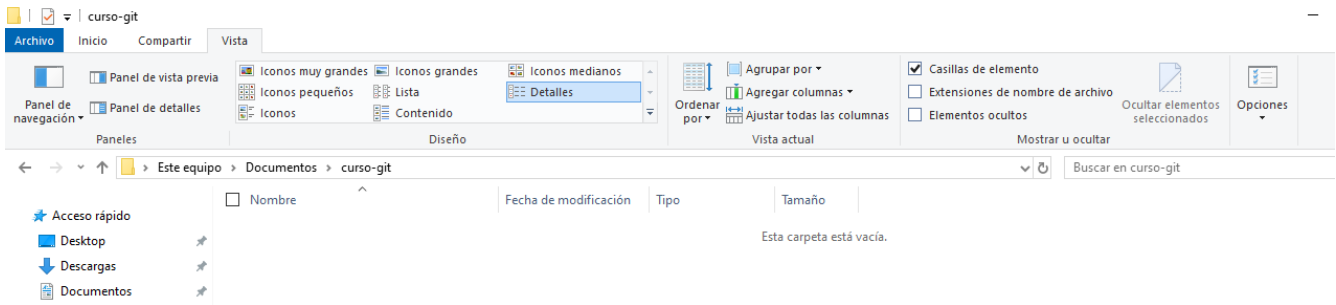 curso-git
Archivo Inicio Compartir Vista
Panel de navegación
Panel de vista previa
Panel de detalles
Paneles
Iconos muy grandes Iconos grandes Iconos medianos
Iconos pequeños Lista Detalles
Iconos Contenido
Diseño
Ordenar por
Agrupar por
Agregar columnas
Ajustar todas las columnas
Vista actual
Casillas de elemento
Extensiones de nombre de archivo
Elementos ocultos
Ocultar elementos
seleccionados
Mostrar u ocultar
Opciones
Este equipo > Documentos > curso-git
Buscar en curso-git
Nombre Fecha de modificación Tipo Tamaño
Esta carpeta está vacía.
Acceso rápido
Desktop
Descargas
Documentos